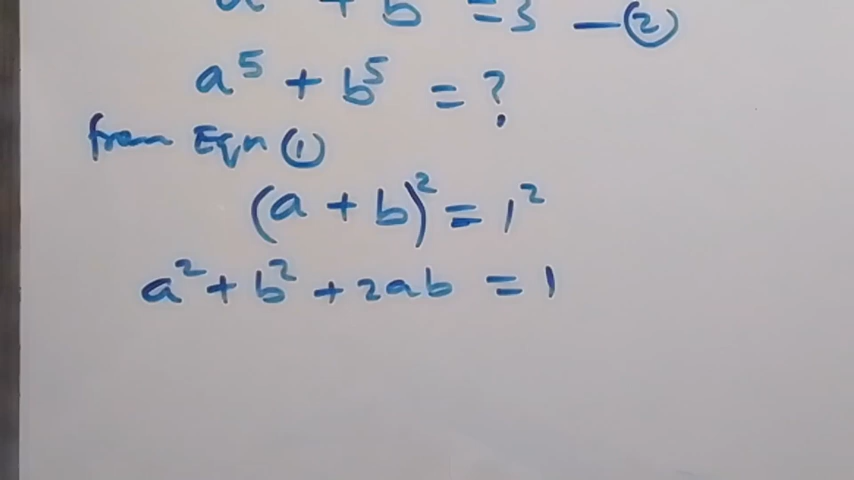 a + b = 3 — ②
a⁵ + b⁵ = ?
from Eqn ①
(a + b)² = 1²
a² + b² + 2ab = 1